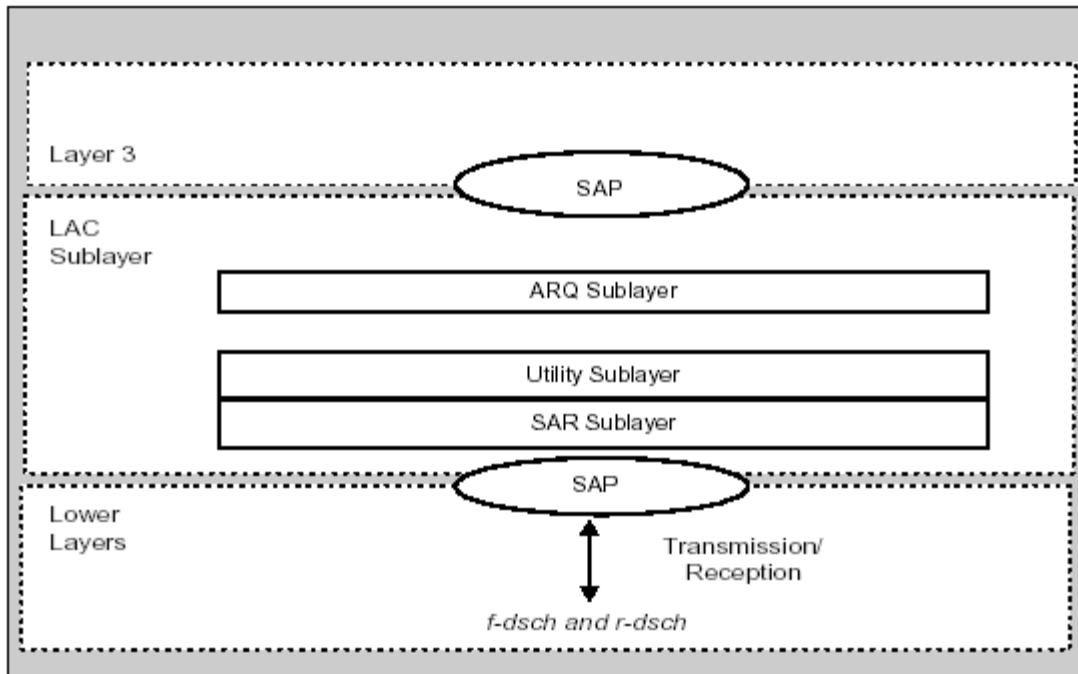 Layer 3
SAP
LAC
Sublayer
ARQ Sublayer
Utility Sublayer
SAR Sublayer
SAP
Lower
Layers
Transmission/
Reception
f-dsch and r-dsch